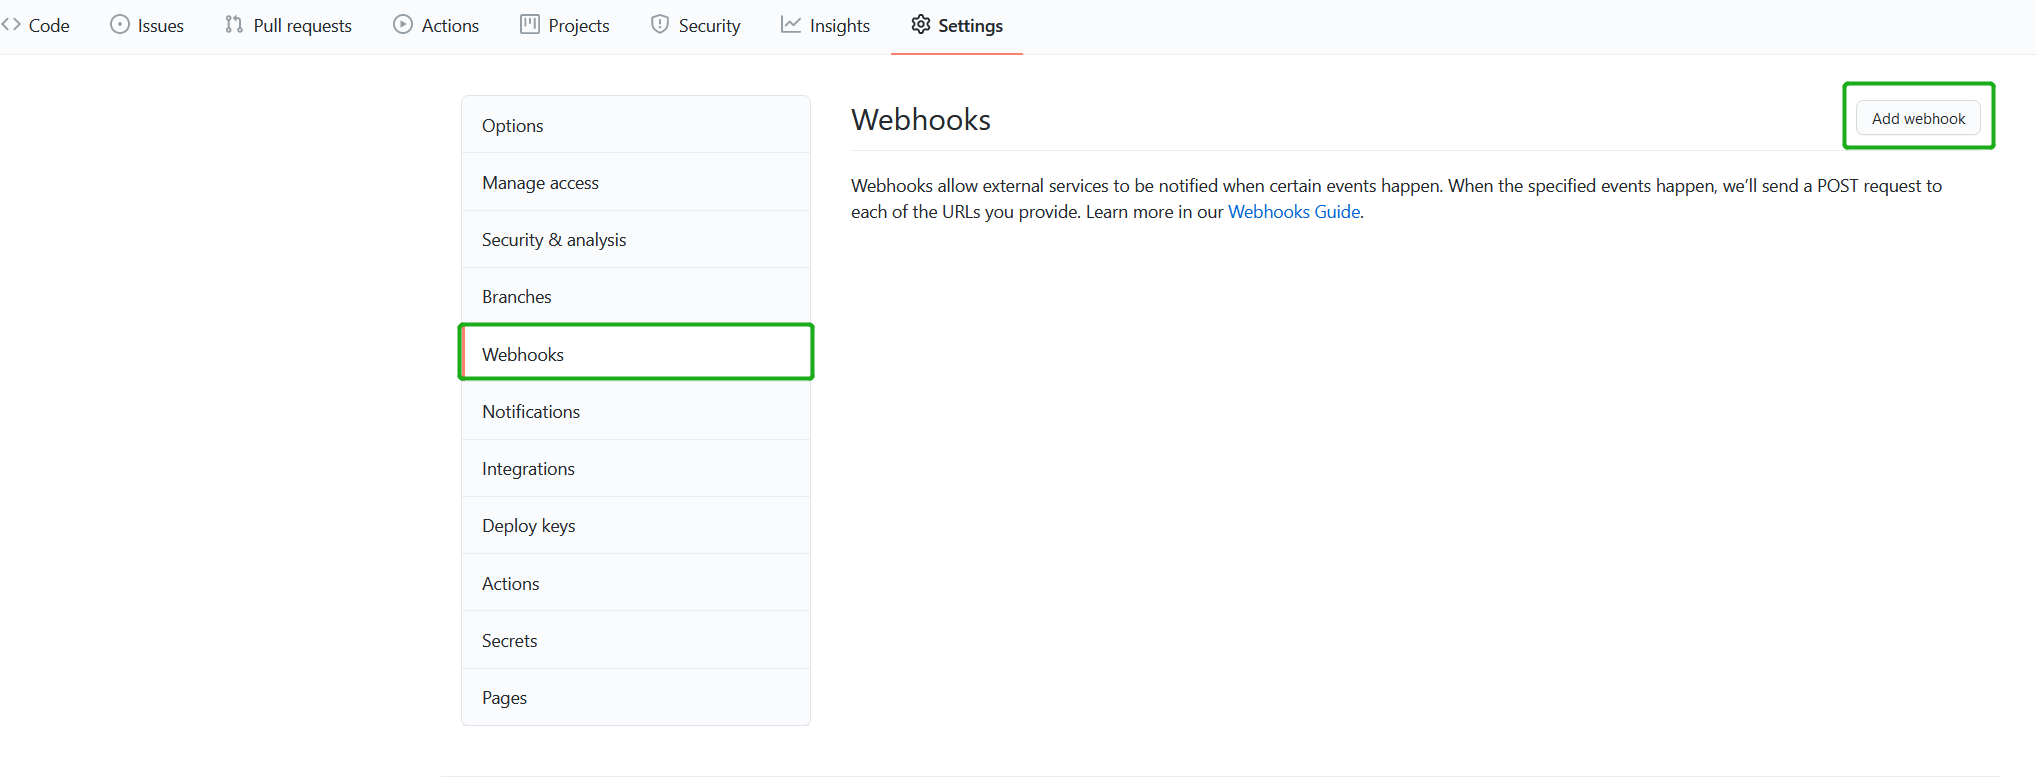 Code Issues Pull requests Actions Projects Security Insights Settings
Options
Manage access
Security & analysis
Branches
Webhooks
Notifications
Integrations
Deploy keys
Actions
Secrets
Pages
Webhooks
Add webhook
Webhooks allow external services to be notified when certain events happen. When the specified events happen, we’ll send a POST request to
each of the URLs you provide. Learn more in our Webhooks Guide.